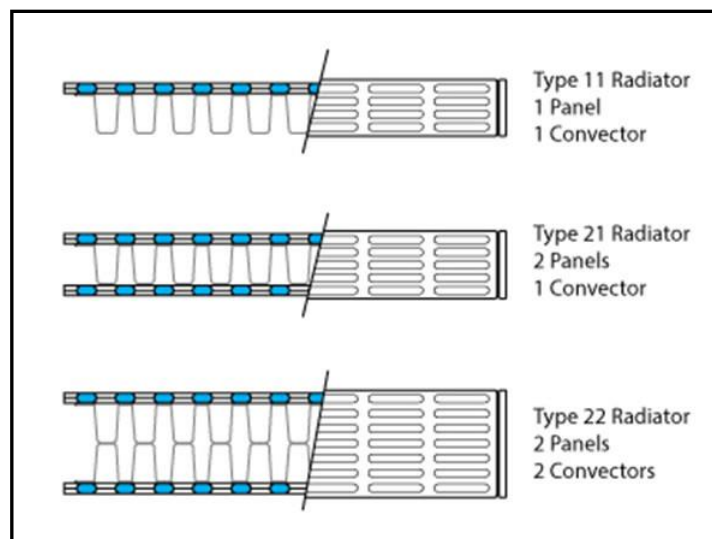 Type 11 Radiator
1 Panel
1 Convector
Type 21 Radiator
2 Panels
1 Convector
Type 22 Radiator
2 Panels
2 Convectors